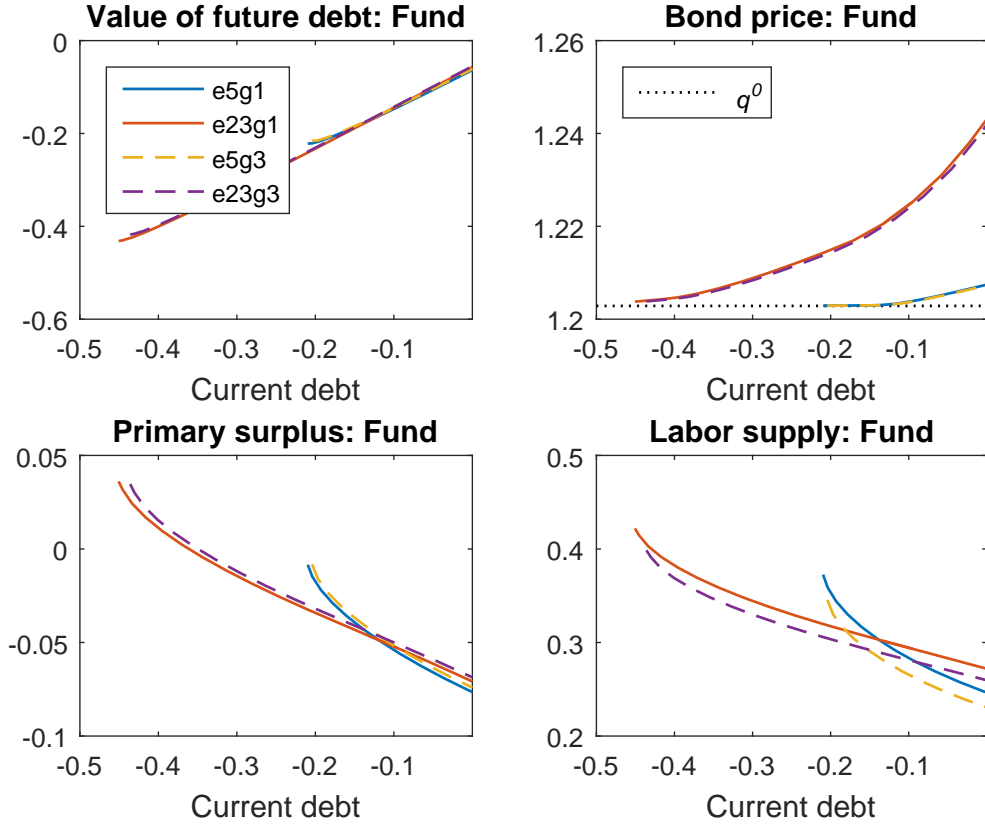 Value of future debt: Fund
0
-0.2
-0.4
-0.6
-0.5 -0.4 -0.3 -0.2 -0.1
Current debt
e5g1
e23g1
e5g3
e23g3
Bond price: Fund
1.26
1.24
1.22
1.2
-0.5 -0.4 -0.3 -0.2 -0.1
Current debt
q⁰
Primary surplus: Fund
0.05
0
-0.05
-0.1
-0.5 -0.4 -0.3 -0.2 -0.1
Current debt
Labor supply: Fund
0.5
0.4
0.3
0.2
-0.5 -0.4 -0.3 -0.2 -0.1
Current debt